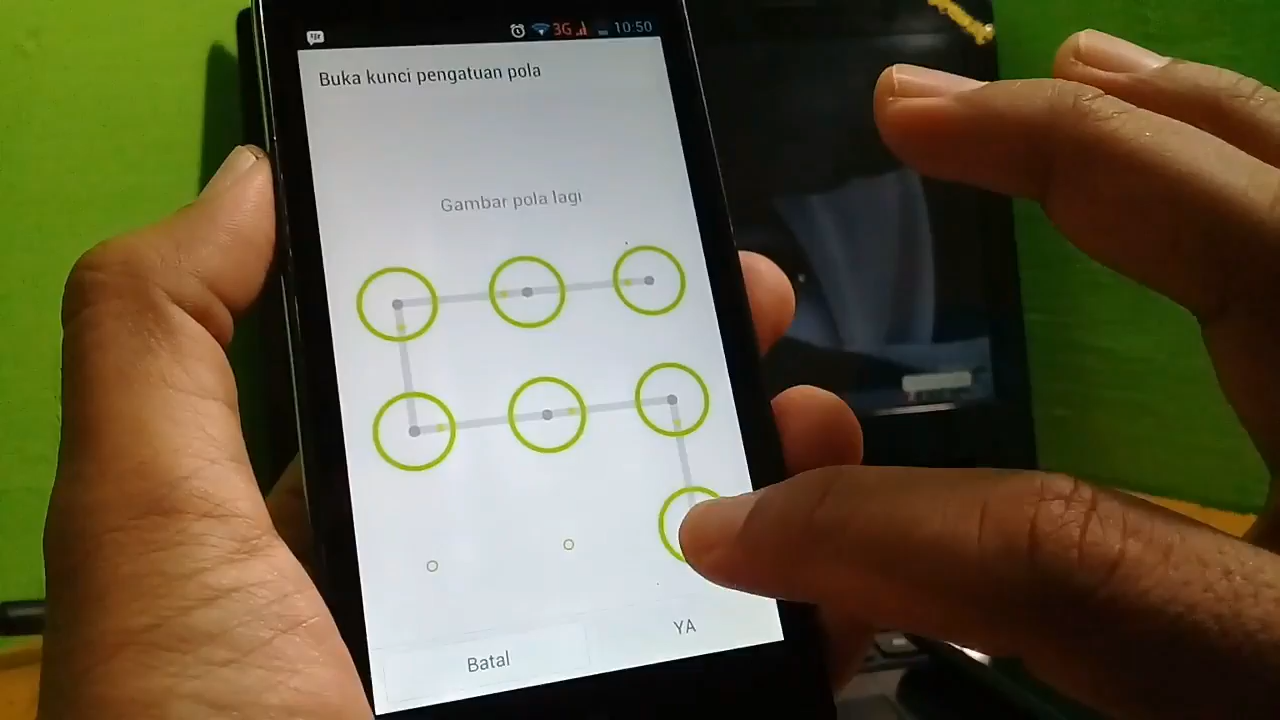 3G 10:50
Buka kunci pengatuan pola
Gambar pola lagi
Batal
YA